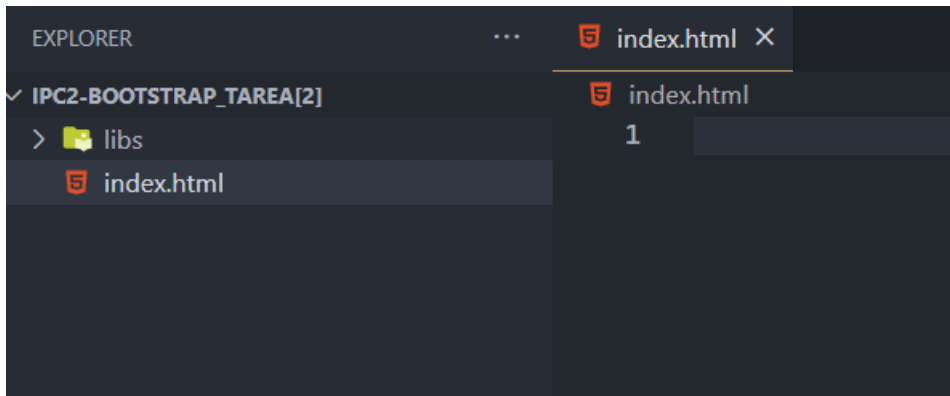 EXPLORER ...
index.html ×
IPC2-BOOTSTRAP_TAREA[2]
libs
index.html
index.html
1